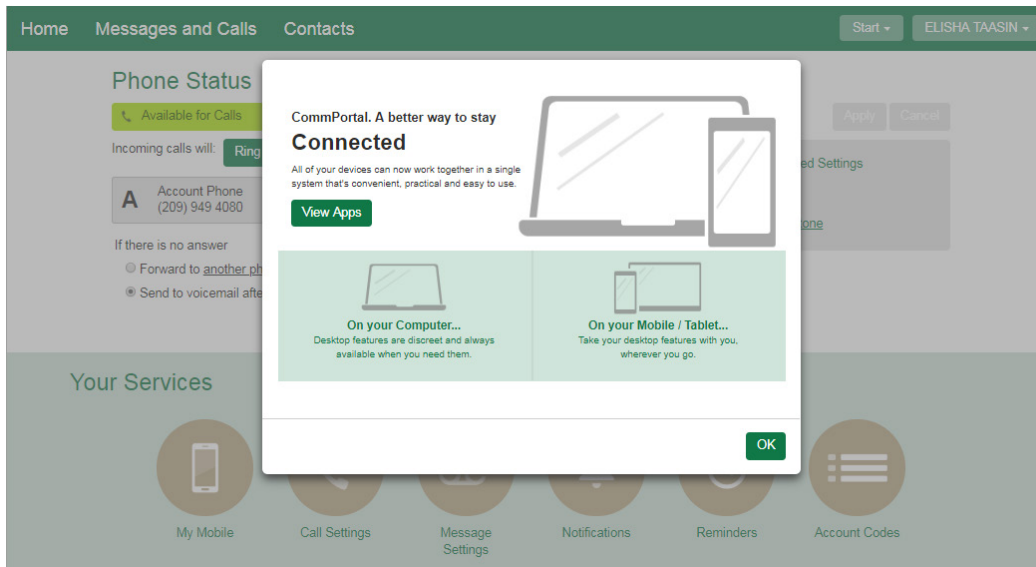 Home Messages and Calls Contacts Start ELISHA TAASIN
Phone Status
Available for Calls
Apply Cancel
Incoming calls will: Ring
ed Settings
A Account Phone
(209) 949 4080
one
If there is no answer
Forward to another ph
Send to voicemail afte
CommPortal. A better way to stay
Connected
All of your devices can now work together in a single
system that's convenient, practical and easy to use.
View Apps
On your Computer...
Desktop features are discreet and always
available when you need them.
On your Mobile / Tablet...
Take your desktop features with you,
wherever you go.
OK
Your Services
My Mobile
Call Settings
Message
Settings
Notifications
Reminders
Account Codes